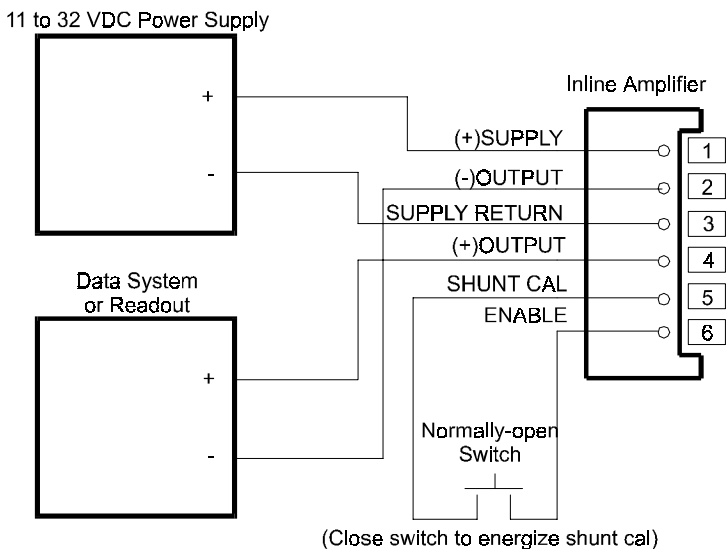 11 to 32 VDC Power Supply
+
-
Inline Amplifier
(+)SUPPLY
1
(-)OUTPUT
2
SUPPLY RETURN
3
(+)OUTPUT
4
SHUNT CAL
5
ENABLE
6
Data System
or Readout
+
-
Normally-open
Switch
(Close switch to energize shunt cal)